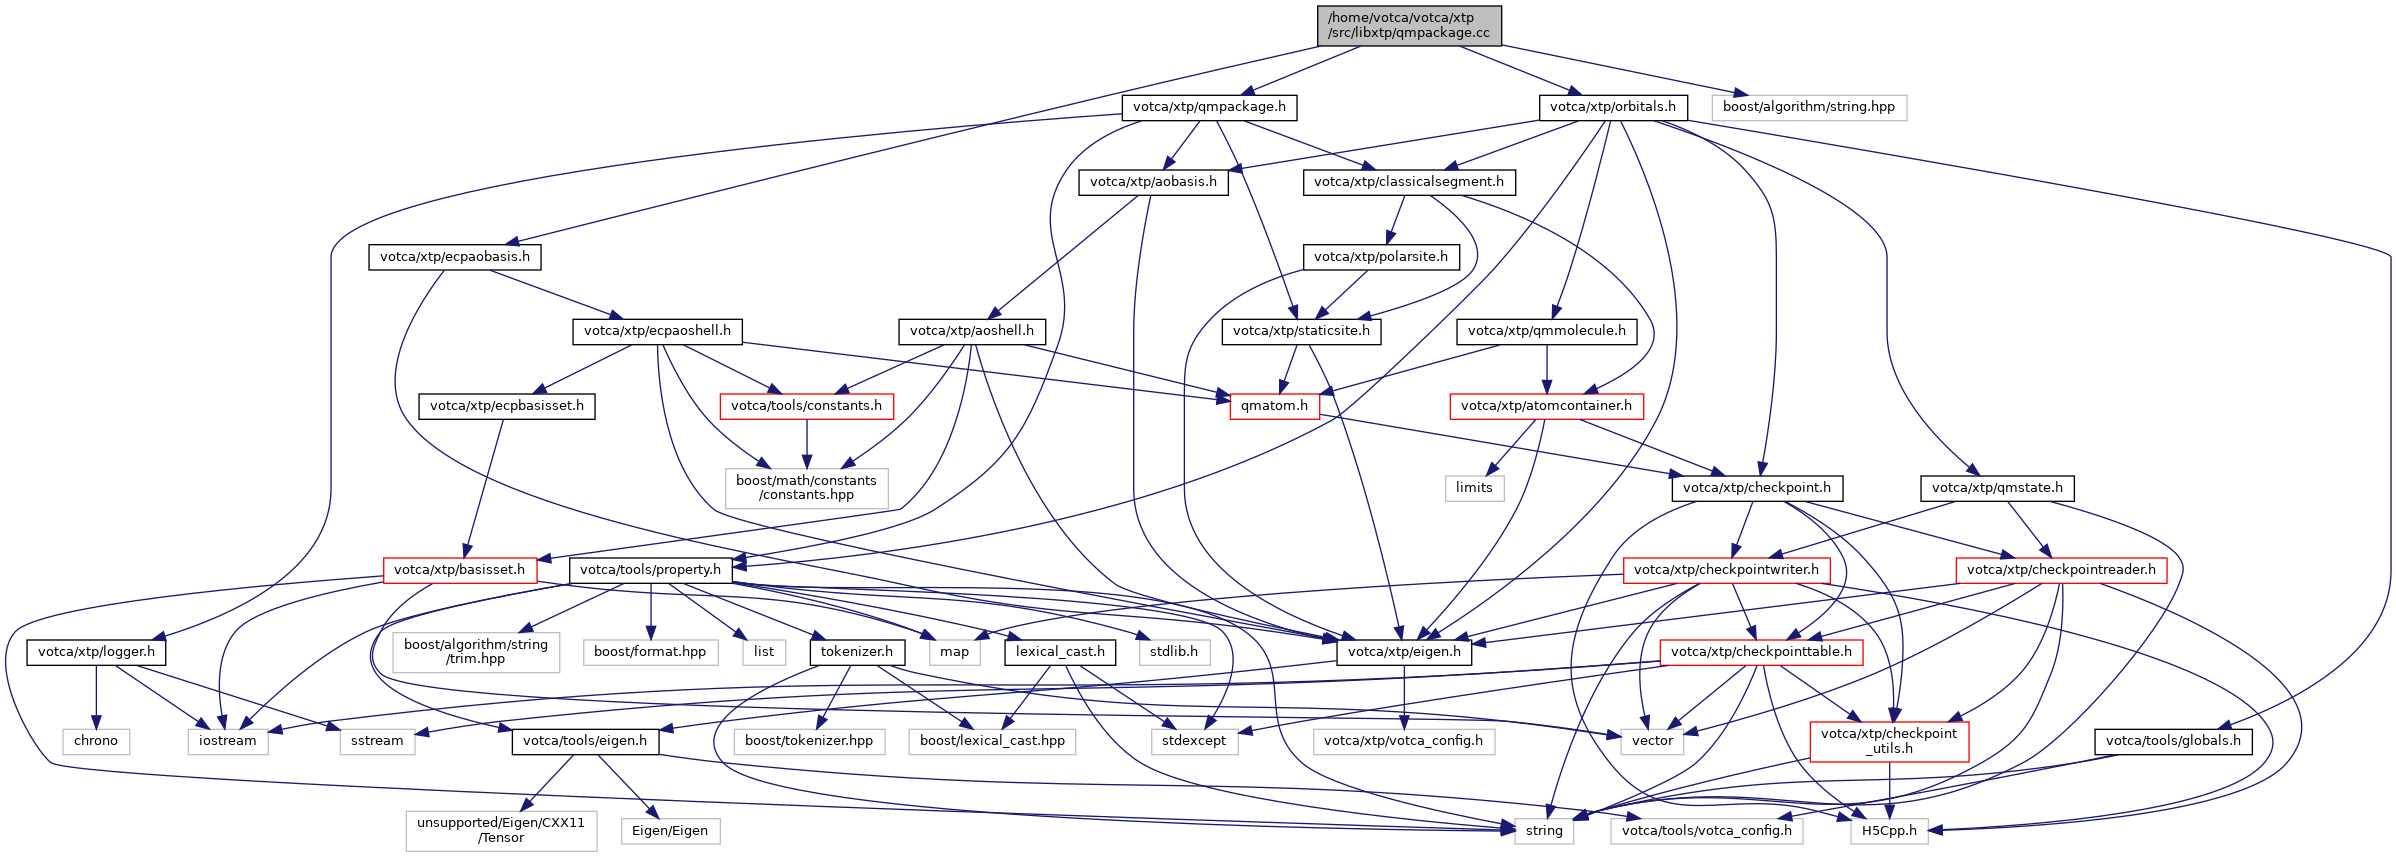 /home/votca/votca/xtp
/src/libxtp/qmpackage.cc
votca/xtp/qmpackage.h
votca/xtp/orbitals.h
boost/algorithm/string.hpp
votca/xtp/aobasis.h
votca/xtp/classicalsegment.h
votca/xtp/ecpaobasis.h
votca/xtp/polarsite.h
votca/xtp/ecpaoshell.h
votca/xtp/aoshell.h
votca/xtp/staticsite.h
votca/xtp/qmmolecule.h
votca/xtp/ecpbasisset.h
votca/tools/constants.h
qmatom.h
votca/xtp/atomcontainer.h
boost/math/constants
/constants.hpp
limits
votca/xtp/checkpoint.h
votca/xtp/qmstate.h
votca/xtp/basisset.h
votca/tools/property.h
votca/xtp/checkpointwriter.h
votca/xtp/checkpointreader.h
votca/xtp/logger.h
boost/algorithm/string
/trim.hpp
boost/format.hpp
list
tokenizer.h
map
lexical_cast.h
stdlib.h
votca/xtp/eigen.h
votca/xtp/checkpointtable.h
chrono
iostream
sstream
votca/tools/eigen.h
boost/tokenizer.hpp
boost/lexical_cast.hpp
stdexcept
votca/xtp/votca_config.h
vector
votca/xtp/checkpoint
_utils.h
votca/tools/globals.h
unsupported/Eigen/CXX11
/Tensor
Eigen/Eigen
string
votca/tools/votca_config.h
H5Cpp.h